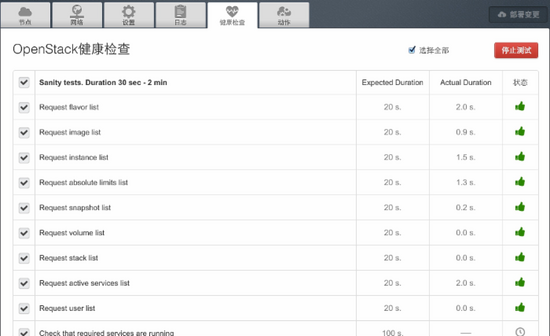 节点 网络 设置 日志 健康检查 动作 部署变更
OpenStack健康检查 选择全部 停止测试
Sanity tests. Duration 30 sec - 2 min Expected Duration Actual Duration 状态
Request flavor list 20 s. 2.0 s.
Request image list 20 s. 0.9 s.
Request instance list 20 s. 1.5 s.
Request absolute limits list 20 s. 1.3 s.
Request snapshot list 20 s. 0.2 s.
Request volume list 20 s. 0.0 s.
Request stack list 20 s. 0.0 s.
Request active services list 20 s. 2.0 s.
Request user list 20 s. 0.0 s.
Check that required services are running 100 s. —